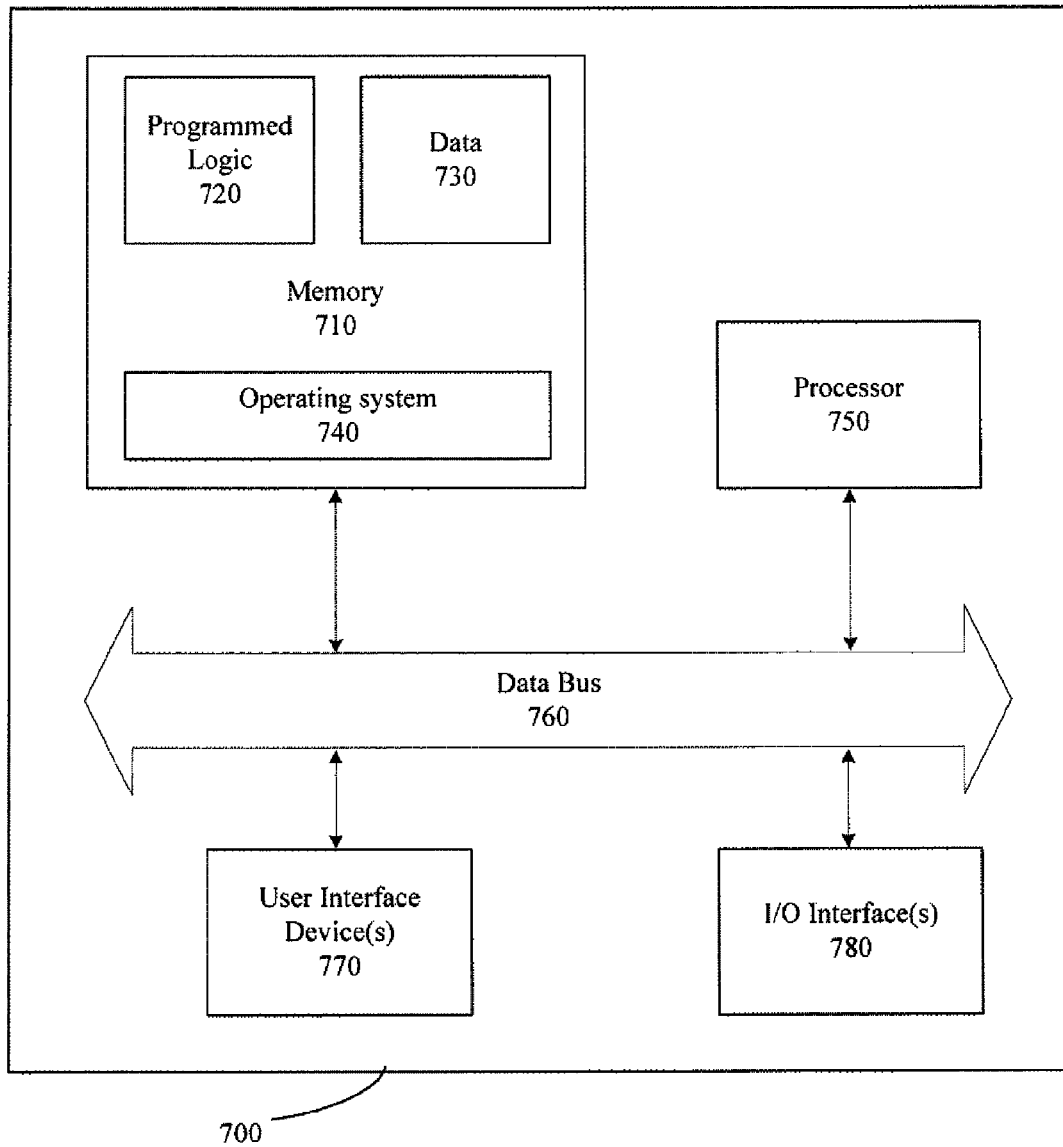 Programmed
Logic
720
Data
730
Memory
710
Operating system
740
Processor
750
Data Bus
760
User Interface
Device(s)
770
I/O Interface(s)
780
700